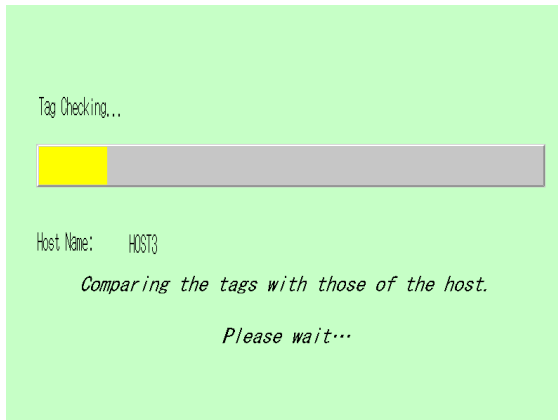 Tag Checking...
Host Name: HOST3
Comparing the tags with those of the host.
Please wait…